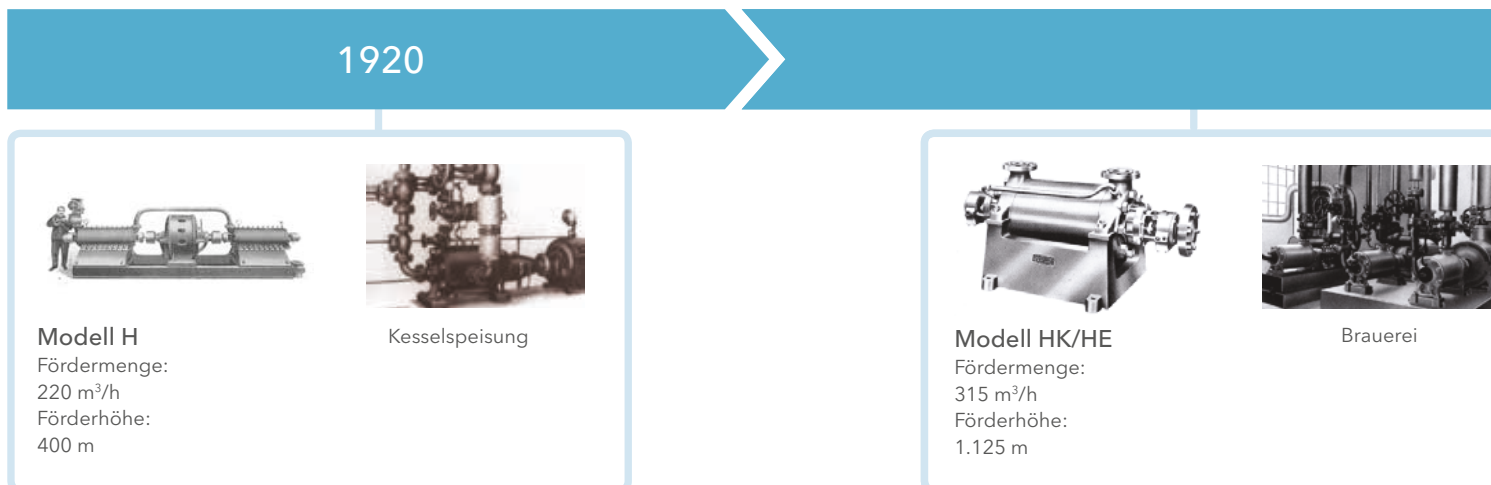 1920
Modell H
Fördermenge:
220 m³/h
Förderhöhe:
400 m
Kesselspeisung
Modell HK/HE
Fördermenge:
315 m³/h
Förderhöhe:
1.125 m
Brauerei